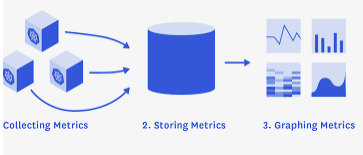 Collecting Metrics
2. Storing Metrics
3. Graphing Metrics